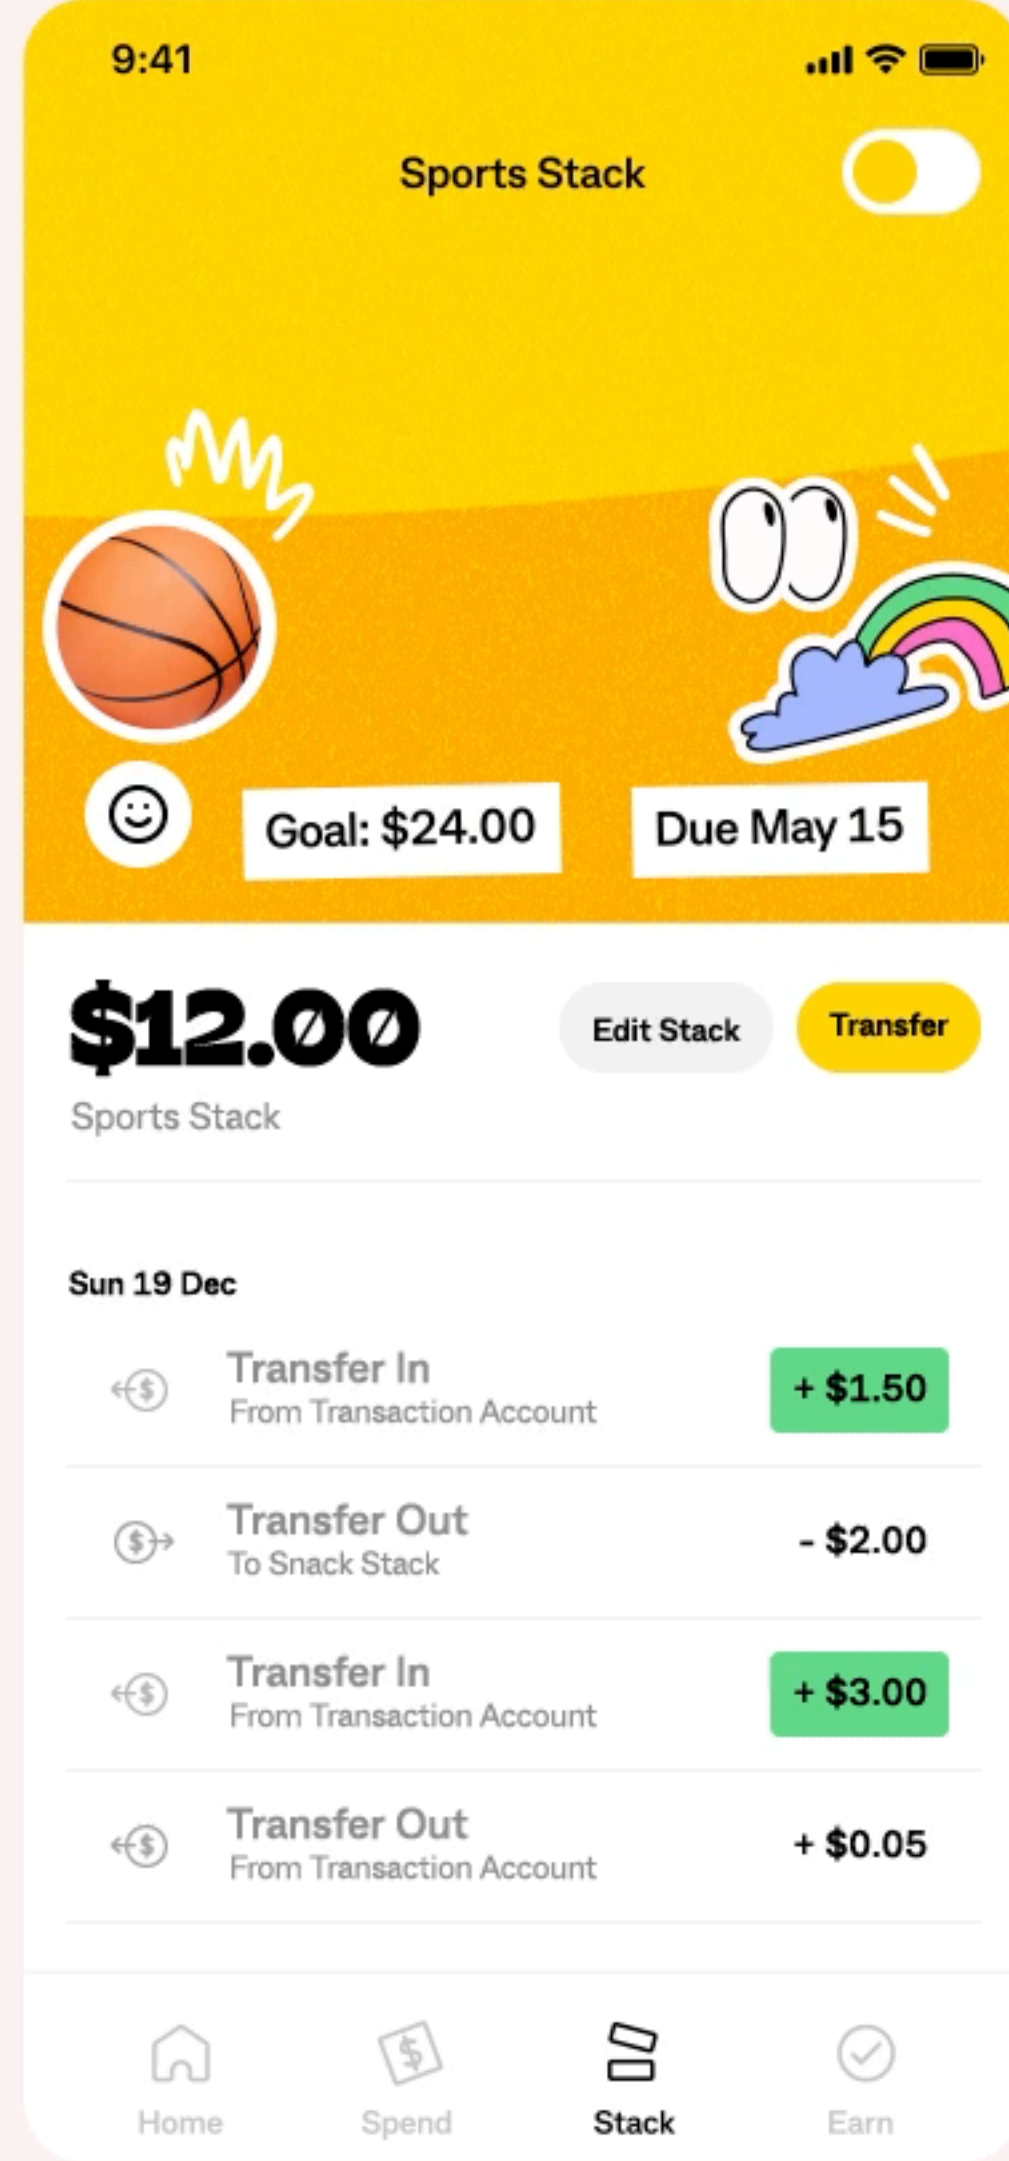 9:41
Sports Stack
Goal: $24.00
Due May 15
$12.00
Edit Stack
Transfer
Sports Stack
Sun 19 Dec
Transfer In
From Transaction Account
+ $1.50
Transfer Out
To Snack Stack
- $2.00
Transfer In
From Transaction Account
+ $3.00
Transfer Out
From Transaction Account
+ $0.05
Home
Spend
Stack
Earn